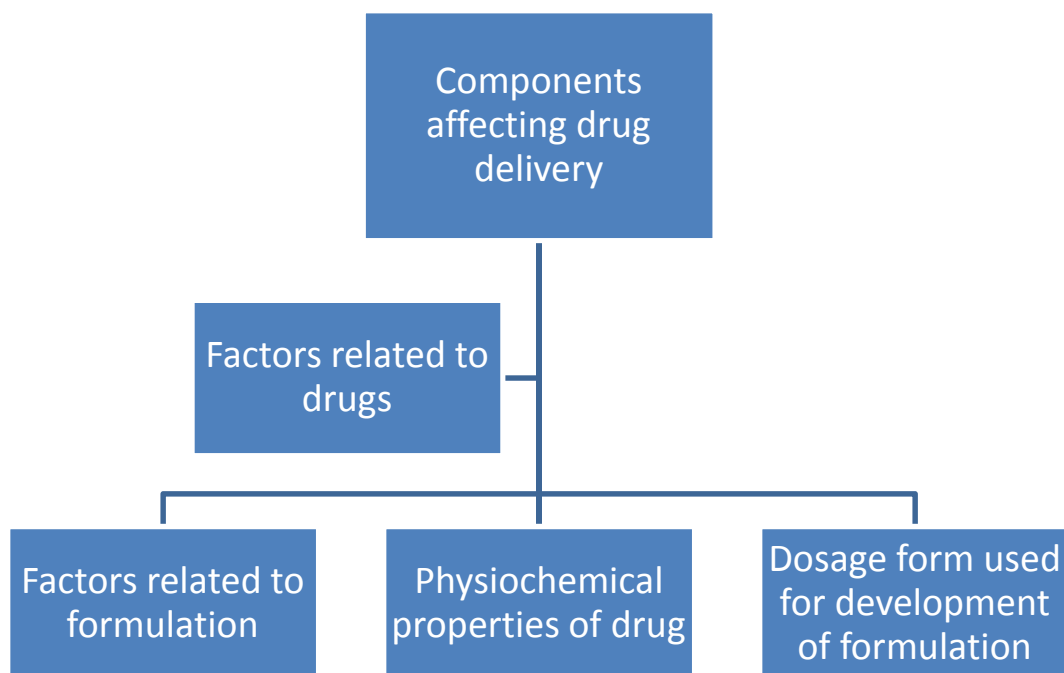 Components
affecting drug
delivery
Factors related to
drugs
Factors related to
formulation
Physiochemical
properties of drug
Dosage form used
for development
of formulation